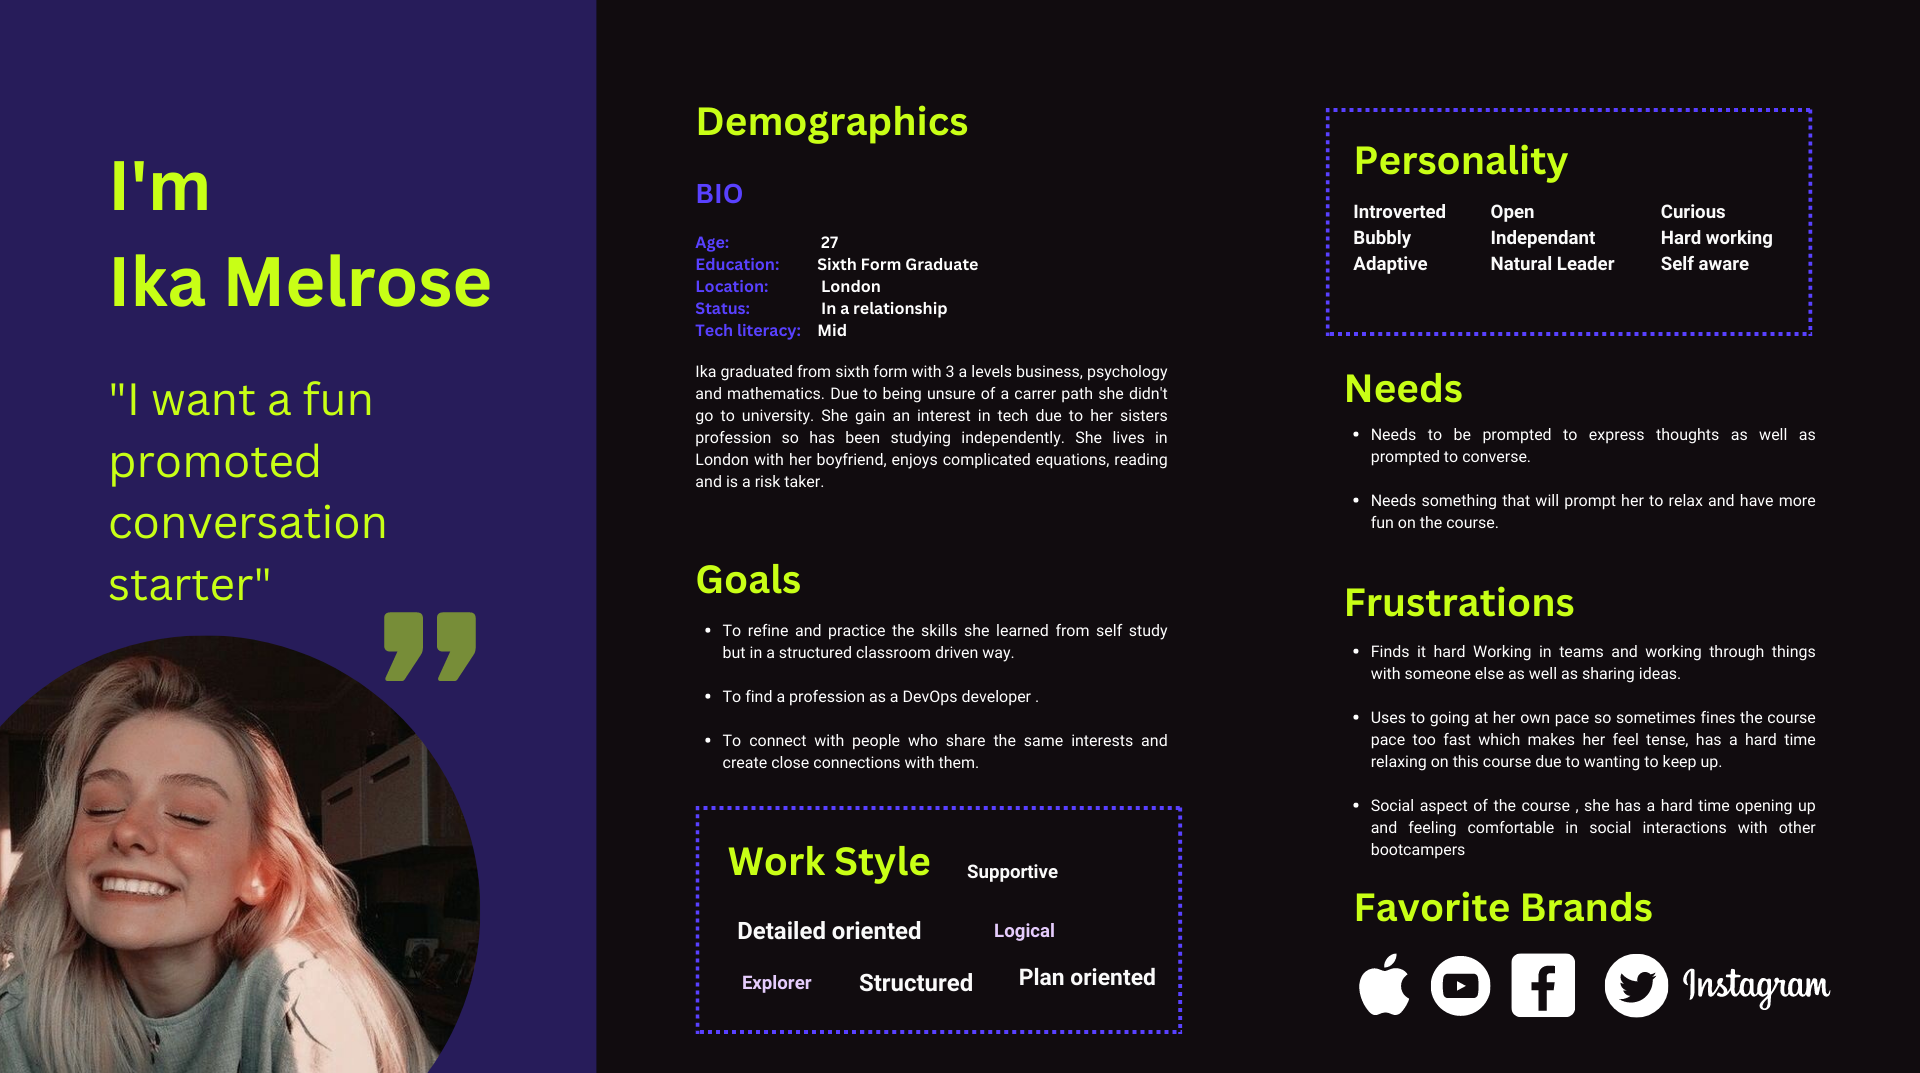 I'm
Ika Melrose
"I want a fun
promoted
conversation
starter"
Demographics
BIO
Age: 27
Education: Sixth Form Graduate
Location: London
Status: In a relationship
Tech literacy: Mid
Ika graduated from sixth form with 3 a levels business, psychology
and mathematics. Due to being unsure of a carrer path she didn't
go to university. She gain an interest in tech due to her sisters
profession so has been studying independently. She lives in
London with her boyfriend, enjoys complicated equations, reading
and is a risk taker.
Goals
• To refine and practice the skills she learned from self study
but in a structured classroom driven way.
• To find a profession as a DevOps developer .
• To connect with people who share the same interests and
create close connections with them.
Work Style
Supportive
Detailed oriented
Logical
Explorer
Structured
Plan oriented
Personality
Introverted Open Curious
Bubbly Independant Hard working
Adaptive Natural Leader Self aware
Needs
• Needs to be prompted to express thoughts as well as
prompted to converse.
• Needs something that will prompt her to relax and have more
fun on the course.
Frustrations
• Finds it hard Working in teams and working through things
with someone else as well as sharing ideas.
• Uses to going at her own pace so sometimes fines the course
pace too fast which makes her feel tense, has a hard time
relaxing on this course due to wanting to keep up.
• Social aspect of the course , she has a hard time opening up
and feeling comfortable in social interactions with other
bootcampers
Favorite Brands
Instagram